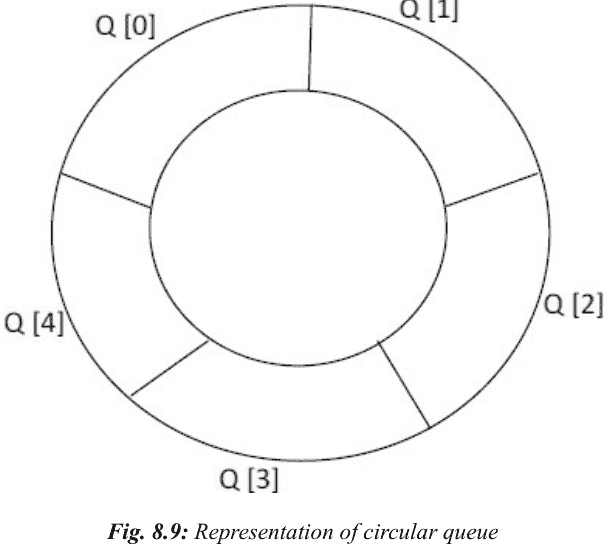 Q [0]
Q [1]
Q [2]
Q [4]
Q [3]
Fig. 8.9: Representation of circular queue